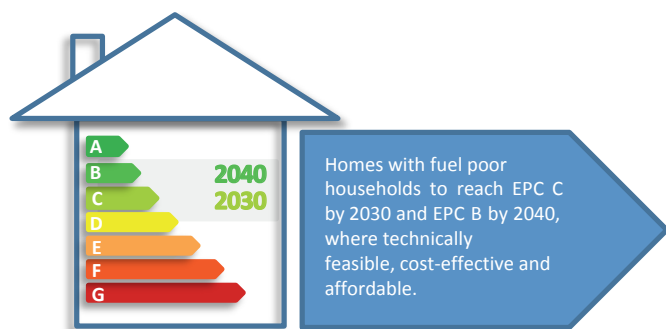 A
B 2040
C 2030
D
E
F
G
Homes with fuel poor
households to reach EPC C
by 2030 and EPC B by 2040,
where technically
feasible, cost-effective and
affordable.